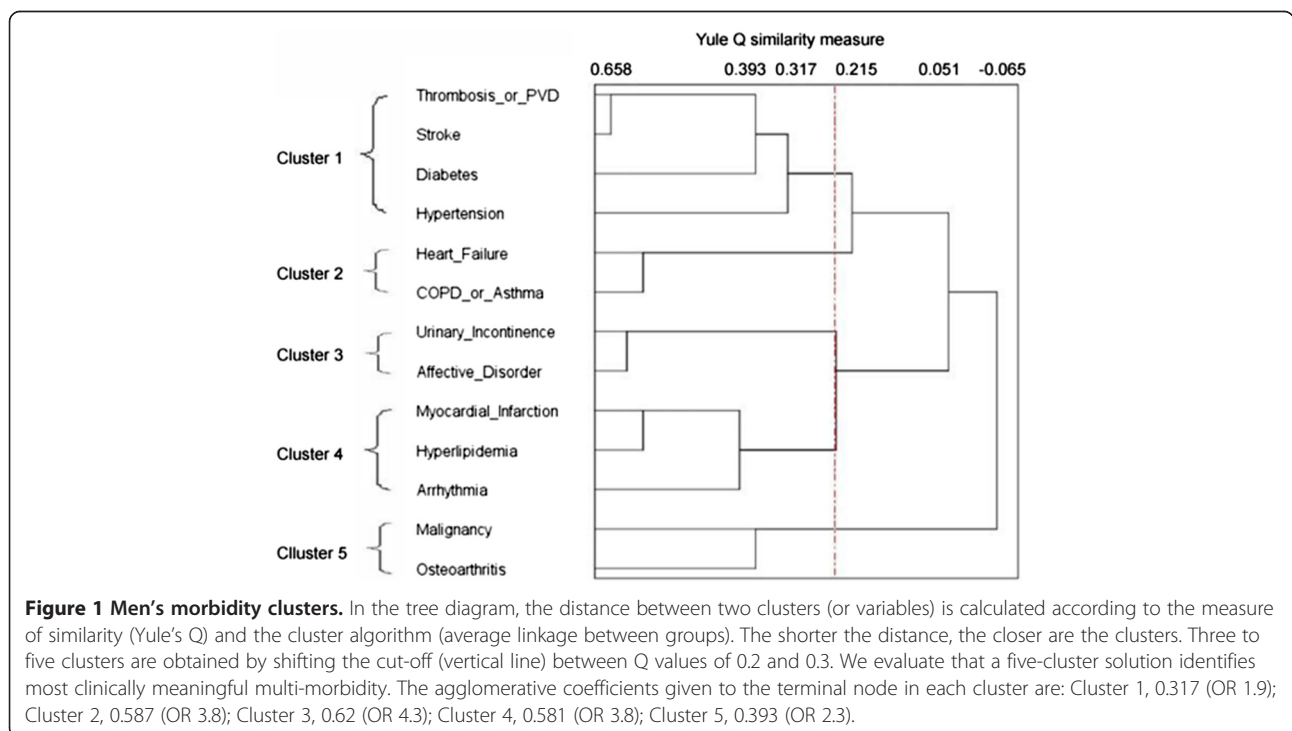 Yule Q similarity measure
0.658 0.393 0.317 0.215 0.051 -0.065
Thrombosis_or_PVD
Stroke
Cluster 1
Diabetes
Hypertension
Heart_Failure
Cluster 2
COPD_or_Asthma
Urinary_Incontinence
Cluster 3
Affective_Disorder
Myocardial_Infarction
Cluster 4
Hyperlipidemia
Arrhythmia
Malignancy
Clluster 5
Osteoarthritis
Figure 1 Men's morbidity clusters. In the tree diagram, the distance between two clusters (or variables) is calculated according to the measure
of similarity (Yule's Q) and the cluster algorithm (average linkage between groups). The shorter the distance, the closer are the clusters. Three to
five clusters are obtained by shifting the cut-off (vertical line) between Q values of 0.2 and 0.3. We evaluate that a five-cluster solution identifies
most clinically meaningful multi-morbidity. The agglomerative coefficients given to the terminal node in each cluster are: Cluster 1, 0.317 (OR 1.9);
Cluster 2, 0.587 (OR 3.8); Cluster 3, 0.62 (OR 4.3); Cluster 4, 0.581 (OR 3.8); Cluster 5, 0.393 (OR 2.3).